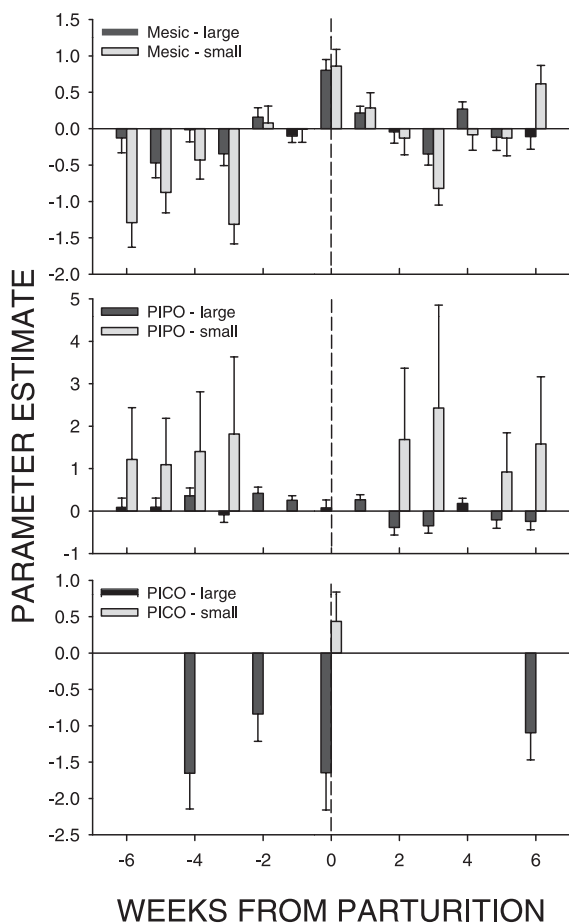 1.5
Mesic - large
1.0
Mesic - small
0.5
0.0
-0.5
-1.0
-1.5
-2.0
PARAMETER ESTIMATE
5
PIPO - large
4
PIPO - small
3
2
1
0
-1
1.0
PICO - large
0.5
PICO - small
0.0
-0.5
-1.0
-1.5
-2.0
-2.5
-6 -4 -2 0 2 4 6
WEEKS FROM PARTURITION